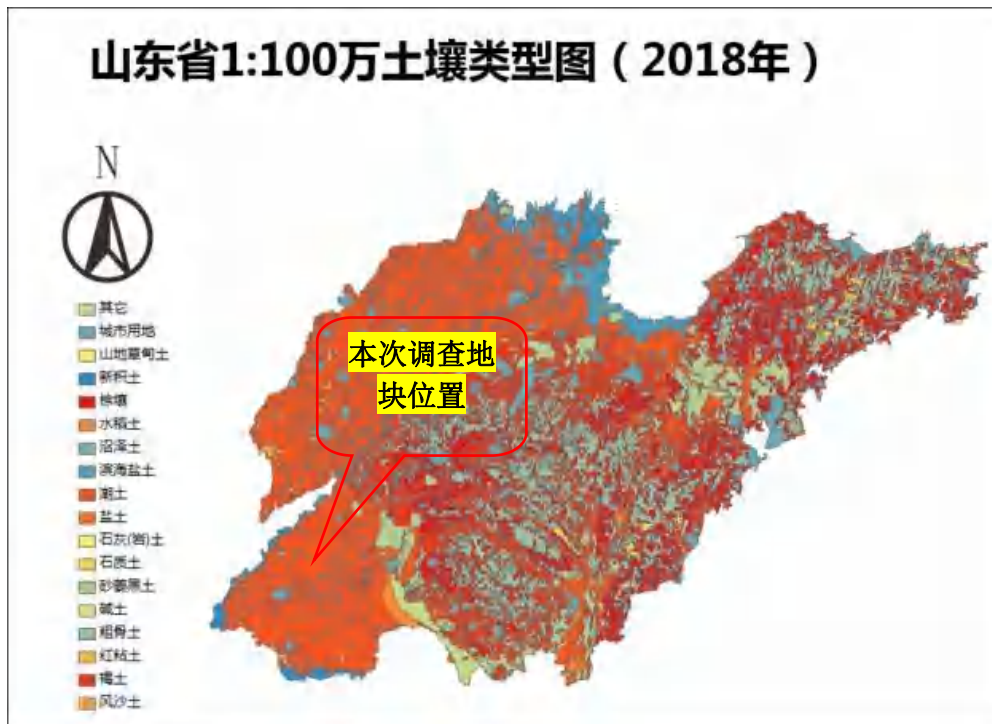 山东省1:100万土壤类型图（2018年）
N
其它
城市用地
山地草甸土
新积土
棕壤
水稻土
沼泽土
滨海盐土
潮土
盐土
石灰(岩)土
石质土
砂姜黑土
碱土
粗骨土
红粘土
褐土
风沙土
本次调查地
块位置